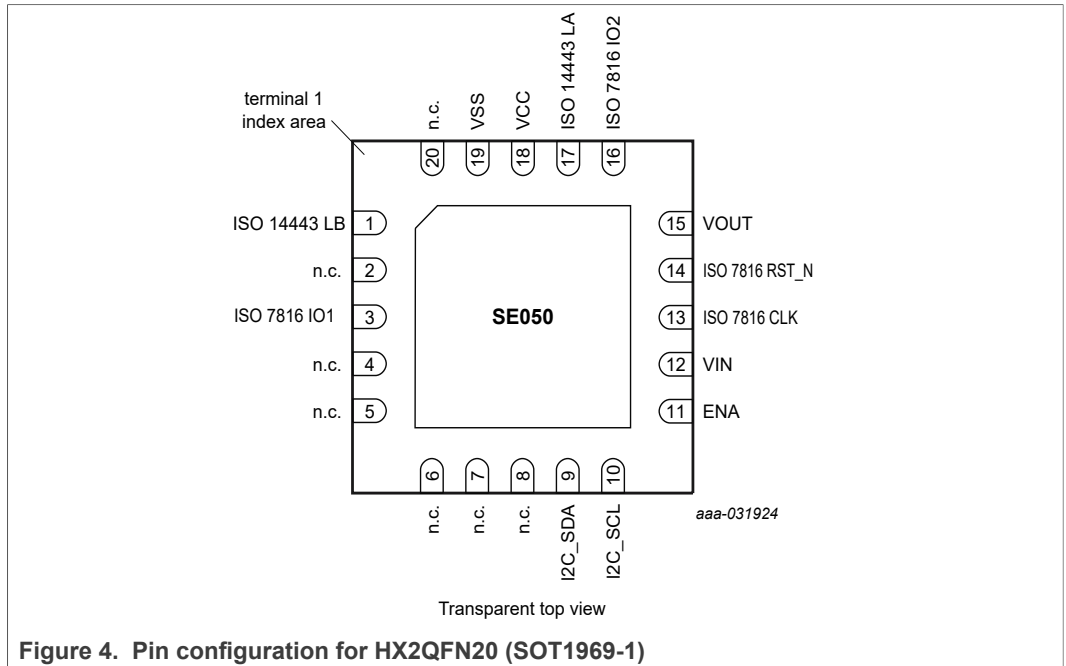 terminal 1
index area
n.c.
VSS
VCC
ISO 14443 LA
ISO 7816 IO2
20
19
18
17
16
ISO 14443 LB
1
15
VOUT
n.c.
2
14
ISO 7816 RST_N
ISO 7816 IO1
3
SE050
13
ISO 7816 CLK
n.c.
4
12
VIN
n.c.
5
11
ENA
6
7
8
9
10
n.c.
n.c.
n.c.
I2C_SDA
I2C_SCL
aaa-031924
Transparent top view
Figure 4. Pin configuration for HX2QFN20 (SOT1969-1)